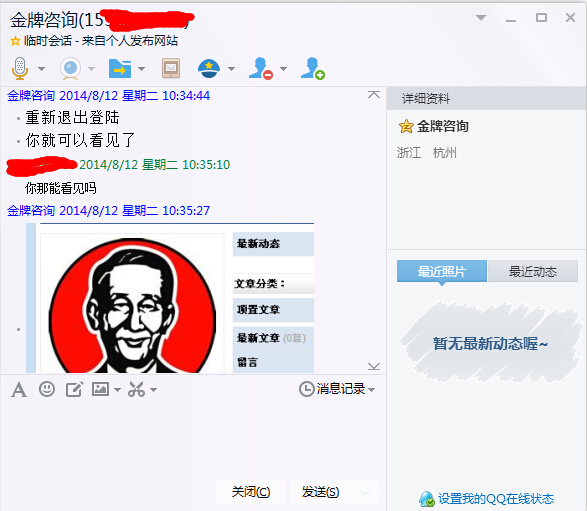 金牌咨询(159
临时会话 - 来自个人发布网站
金牌咨询 2014/8/12 星期二 10:34:44
重新退出登陆
你就可以看见了
2014/8/12 星期二 10:35:10
你那能看见吗
金牌咨询 2014/8/12 星期二 10:35:27
最新动态
文章分类：
顶置文章
最新文章 (0篇)
留言
消息记录
关闭(C)
发送(S)
详细资料
金牌咨询
浙江 杭州
最近照片
最近动态
暂无最新动态喔~
设置我的QQ在线状态